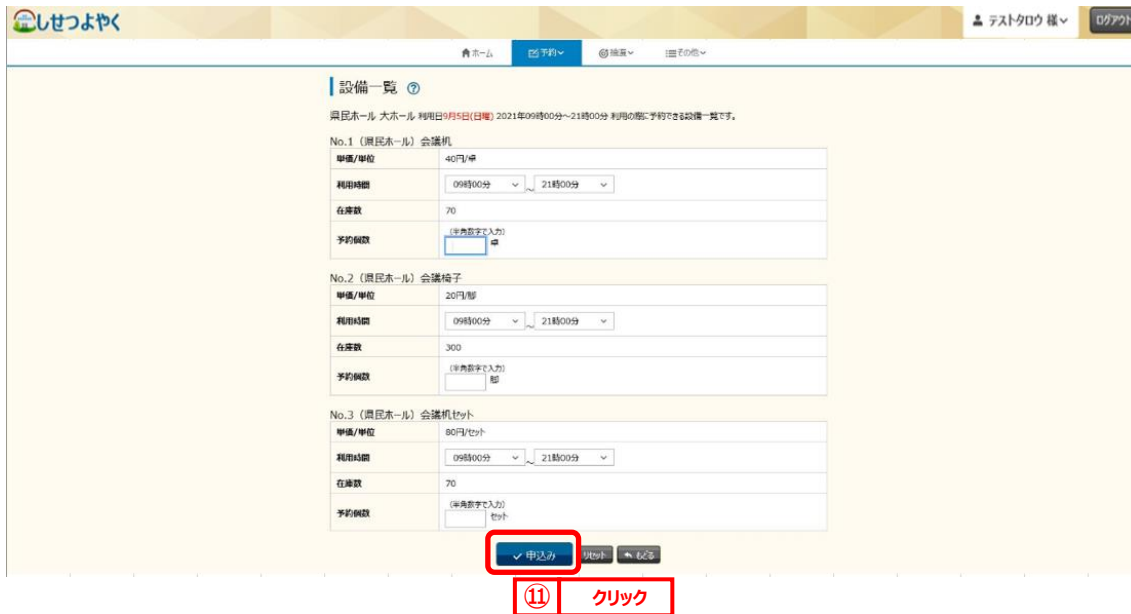 しせつよやく
テストタロウ 様
ログアウト
ホーム 予約 抽選 その他
設備一覧 ?
県民ホール 大ホール 利用日9月5日(日曜) 2021年09時00分～21時00分 利用の際に予約できる設備一覧です。
No.1（県民ホール）会議机
単価/単位 40円/卓
利用時間 09時00分 ～ 21時00分
在庫数 70
予約個数 (半角数字で入力)
卓
No.2（県民ホール）会議椅子
単価/単位 20円/脚
利用時間 09時00分 ～ 21時00分
在庫数 300
予約個数 (半角数字で入力)
脚
No.3（県民ホール）会議机セット
単価/単位 80円/セット
利用時間 09時00分 ～ 21時00分
在庫数 70
予約個数 (半角数字で入力)
セット
申込み リセット もどる
⑪ クリック